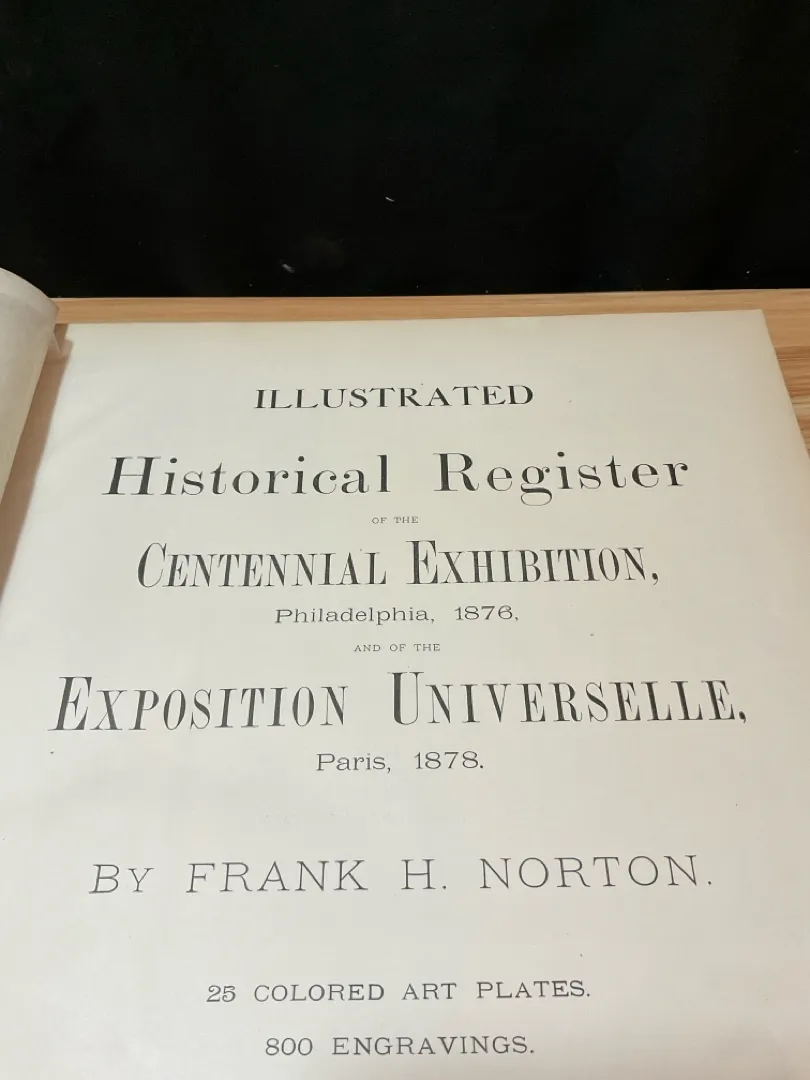 ILLUSTRATED
Historical Register
OF THE
CENTENNIAL EXHIBITION,
Philadelphia, 1876,
AND OF THE
EXPOSITION UNIVERSELLE,
Paris, 1878.
BY FRANK H. NORTON.
25 COLORED ART PLATES.
800 ENGRAVINGS.